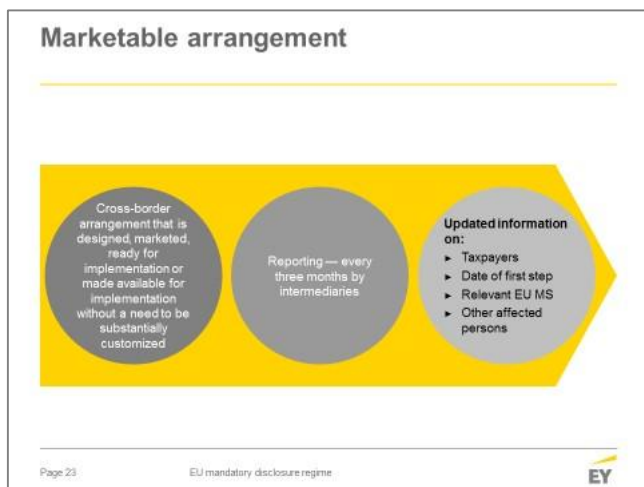 Marketable arrangement
Cross-border
arrangement that is
designed, marketed,
ready for
implementation or
made available for
implementation
without a need to be
substantially
customized
Reporting — every
three months by
intermediaries
Updated information
on:
► Taxpayers
► Date of first step
► Relevant EU MS
► Other affected
persons
Page 23
EU mandatory disclosure regime
EY